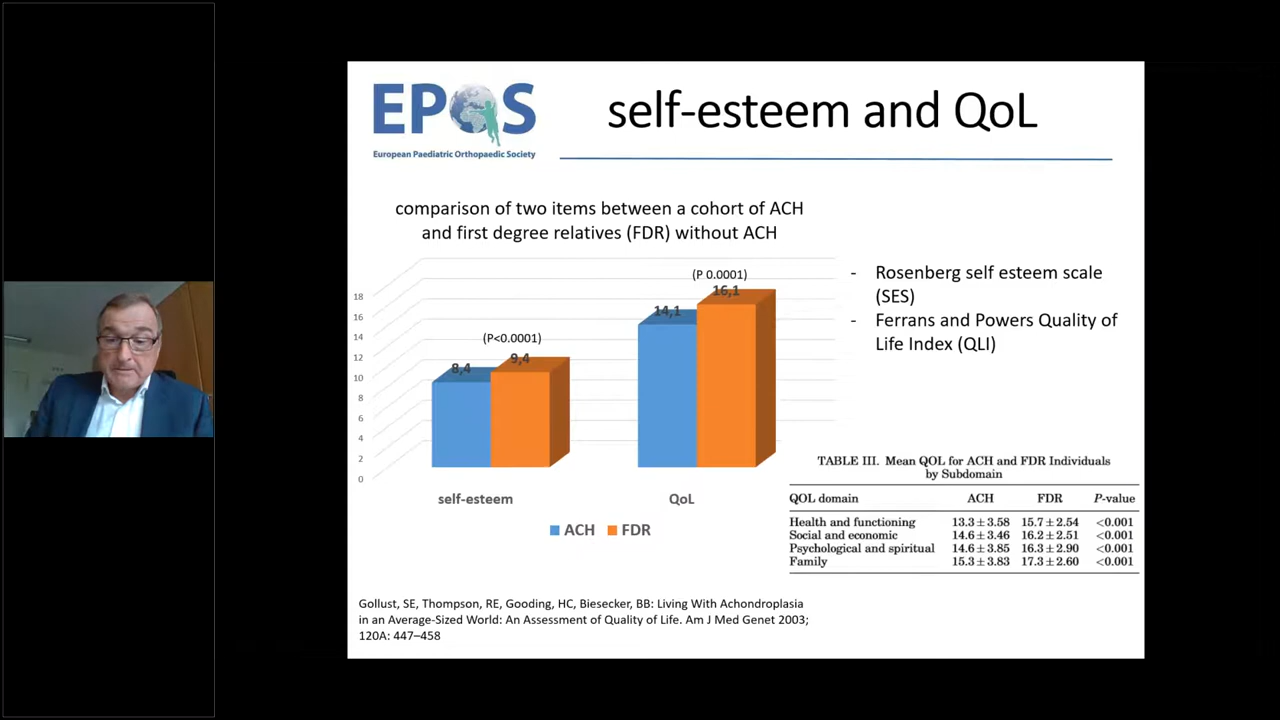 EPOS
European Paediatric Orthopaedic Society
self-esteem and QoL
comparison of two items between a cohort of ACH
and first degree relatives (FDR) without ACH
18
16
14
12
10
8
6
4
2
0
(P<0.0001)
8,4
9,4
(P 0.0001)
14,1
16,1
self-esteem
QoL
ACH
FDR
- Rosenberg self esteem scale
(SES)
- Ferrans and Powers Quality of
Life Index (QLI)
TABLE III. Mean QOL for ACH and FDR Individuals
by Subdomain
QOL domain ACH FDR P-value
Health and functioning 13.3 ± 3.58 15.7 ± 2.54 <0.001
Social and economic 14.6 ± 3.46 16.2 ± 2.51 <0.001
Psychological and spiritual 14.6 ± 3.85 16.3 ± 2.90 <0.001
Family 15.3 ± 3.83 17.3 ± 2.60 <0.001
Gollust, SE, Thompson, RE, Gooding, HC, Biesecker, BB: Living With Achondroplasia
in an Average-Sized World: An Assessment of Quality of Life. Am J Med Genet 2003;
120A: 447–458